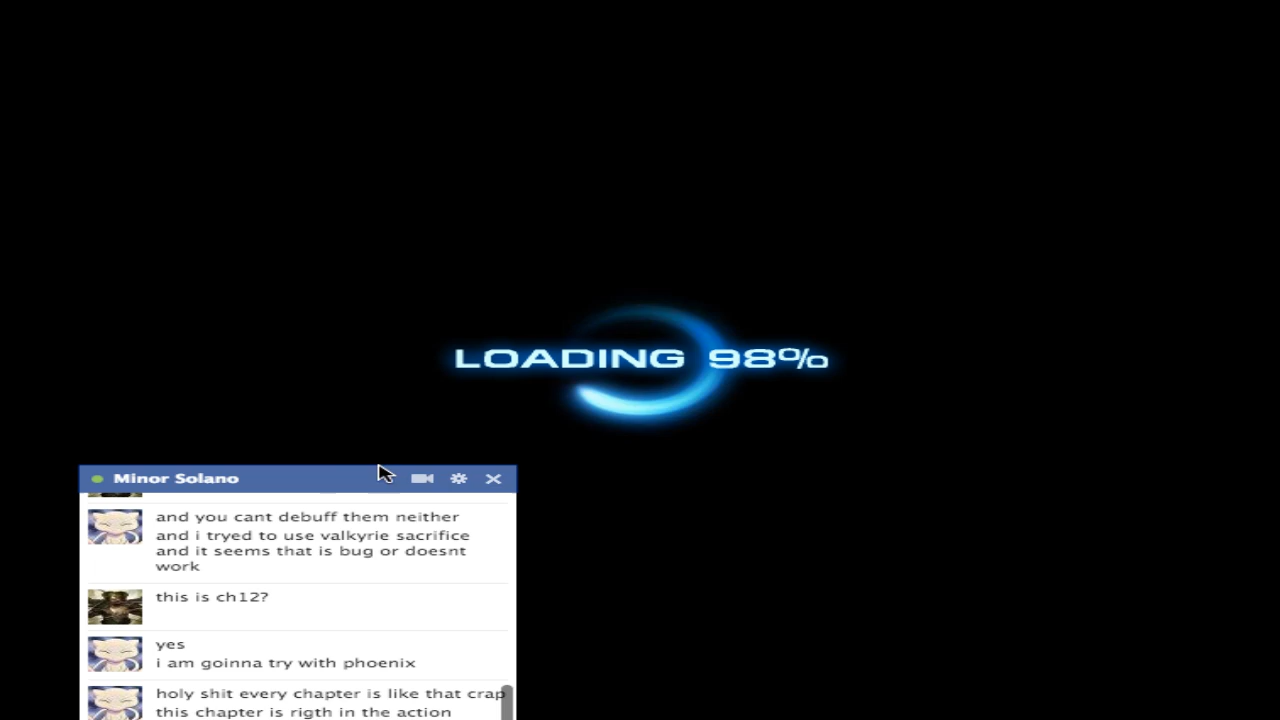 LOADING 98%
Minor Solano
and you cant debuff them neither
and i tryed to use valkyrie sacrifice
and it seems that is bug or doesnt
work
this is ch12?
yes
i am goinna try with phoenix
holy shit every chapter is like that crap
this chapter is rigth in the action